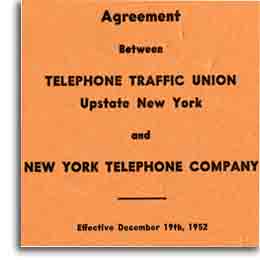 Agreement
Between
TELEPHONE TRAFFIC UNION
Upstate New York
and
NEW YORK TELEPHONE COMPANY
Effective December 19th, 1952